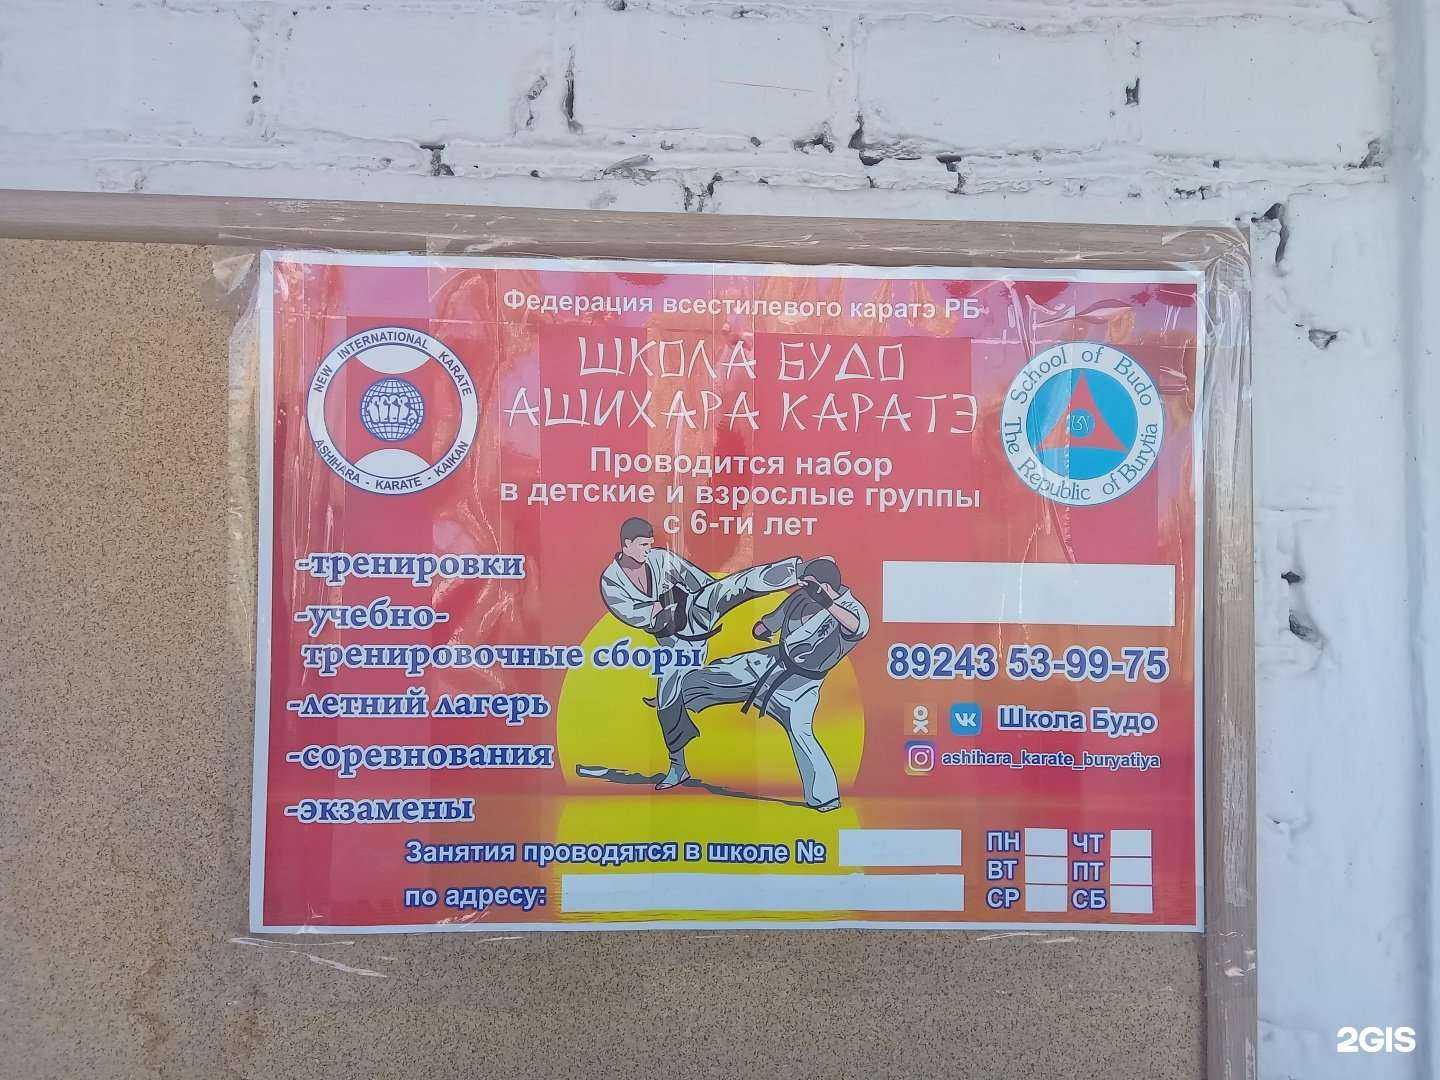 Федерация всестилевого каратэ РБ
ШКОЛА БУДО
АШИХАРА КАРАТЭ
NEW INTERNATIONAL KARATE
ASHIHARA - KARATE - KAIKAN
School of Budo
The Republic of Burytia
Проводится набор
в детские и взрослые группы
с 6-ти лет
-тренировки
-учебно-
тренировочные сборы
-летний лагерь
-соревнования
-экзамены
89243 53-99-75
Школа Будо
ashihara_karate_buryatiya
Занятия проводятся в школе №
по адресу:
ПН ЧТ
ВТ ПТ
СР СБ
2GIS